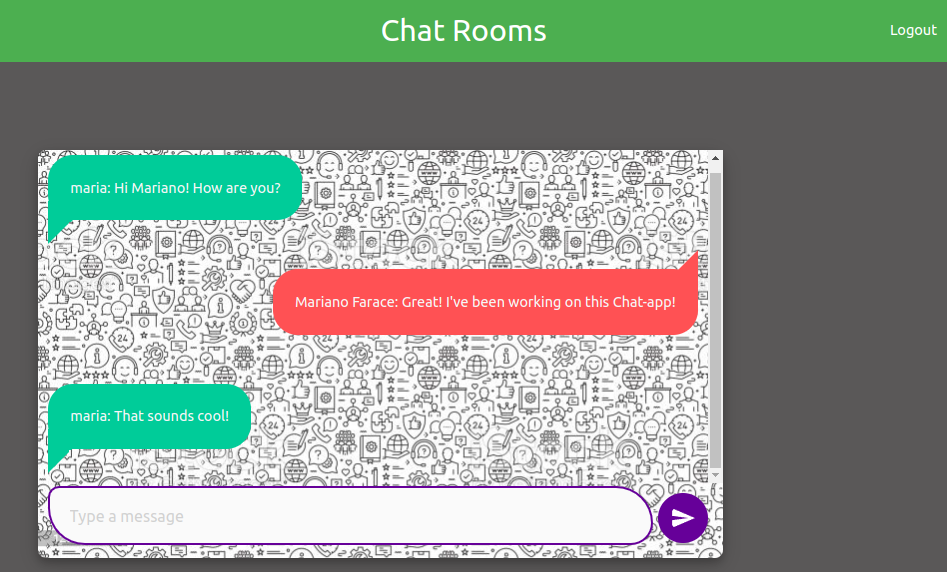 Chat Rooms
Logout
maria: Hi Mariano! How are you?
Mariano Farace: Great! I've been working on this Chat-app!
maria: That sounds cool!
Type a message